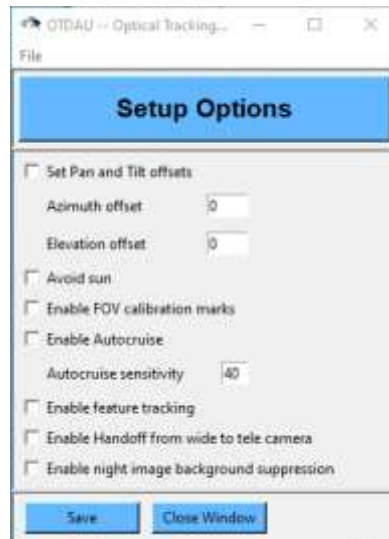 OTDAU -- Optical Tracking...
File
Setup Options
Set Pan and Tilt offsets
Azimuth offset 0
Elevation offset 0
Avoid sun
Enable FOV calibration marks
Enable Autocruise
Autocruise sensitivity 40
Enable feature tracking
Enable Handoff from wide to tele camera
Enable night image background suppression
Save Close Window